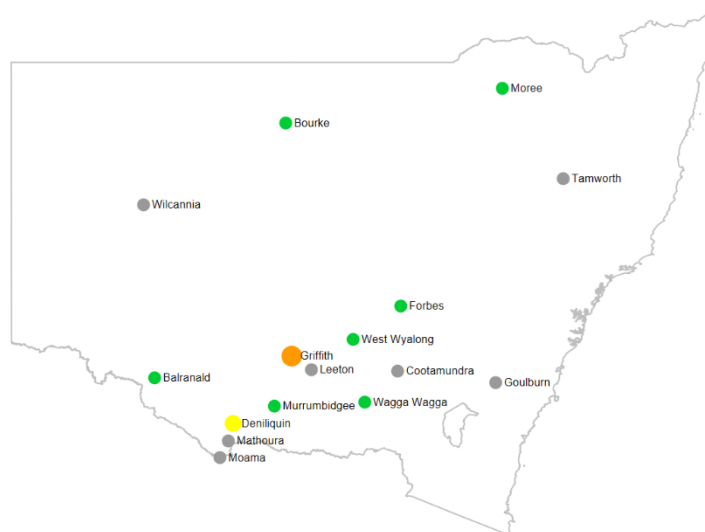 Moree
Bourke
Tamworth
Wilcannia
Forbes
West Wyalong
Griffith
Leeton
Cootamundra
Balranald
Goulburn
Murrumbidgee
Wagga Wagga
Deniliquin
Mathoura
Moama